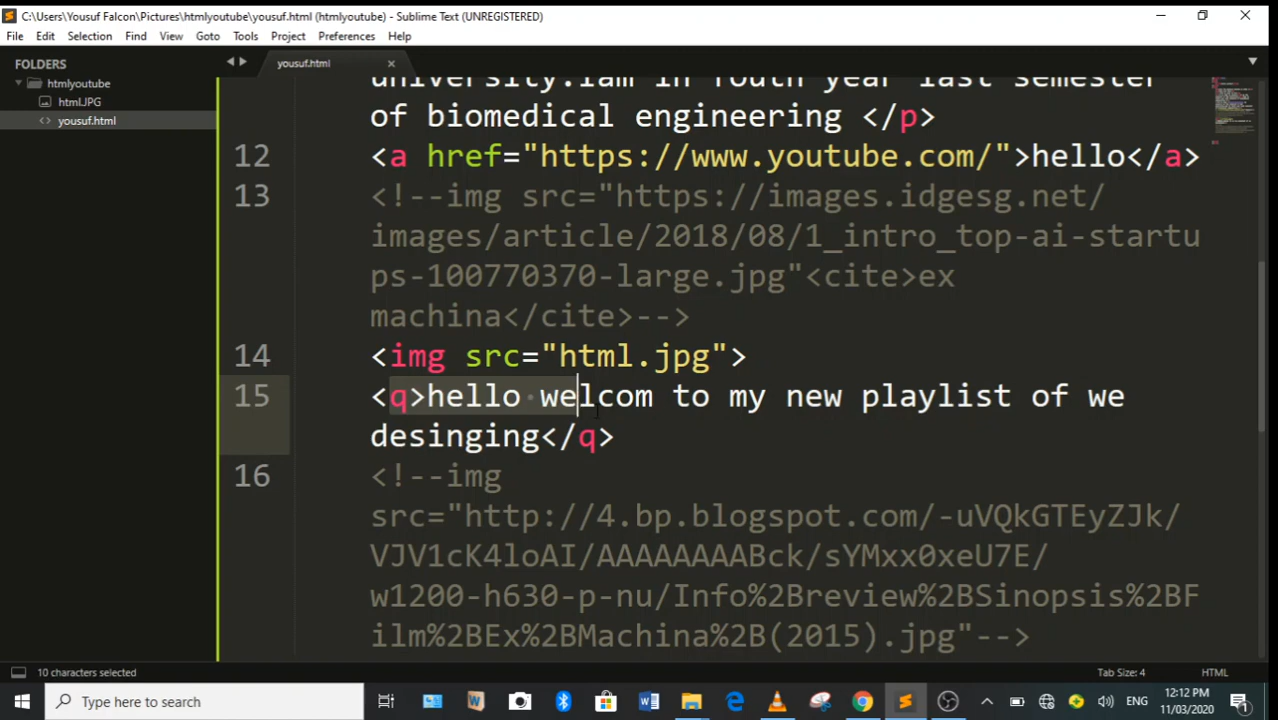 C:\Users\Yousuf Falcon\Pictures\htmlyoutube\yousuf.html (htmlyoutube) - Sublime Text (UNREGISTERED)
File Edit Selection Find View Goto Tools Project Preferences Help
FOLDERS
htmlyoutube
html.JPG
yousuf.html
yousuf.html
university.iam in fouth year last semester
of biomedical engineering </p>
12 <a href="https://www.youtube.com/">hello</a>
13 <!--img src="https://images.idgesg.net/
images/article/2018/08/1_intro_top-ai-startu
ps-100770370-large.jpg"<cite>ex
machina</cite>-->
14 <img src="html.jpg">
15 <q>hello welcom to my new playlist of we
desinging</q>
16 <!--img
src="http://4.bp.blogspot.com/-uVQkGTEyZJk/
VJV1cK4loAI/AAAAAAAABck/sYMxx0xeU7E/
w1200-h630-p-nu/Info%2Breview%2BSinopsis%2BF
ilm%2BEx%2BMachina%2B(2015).jpg"-->
10 characters selected
Tab Size: 4
HTML
Type here to search
ENG
12:12 PM
11/03/2020
1